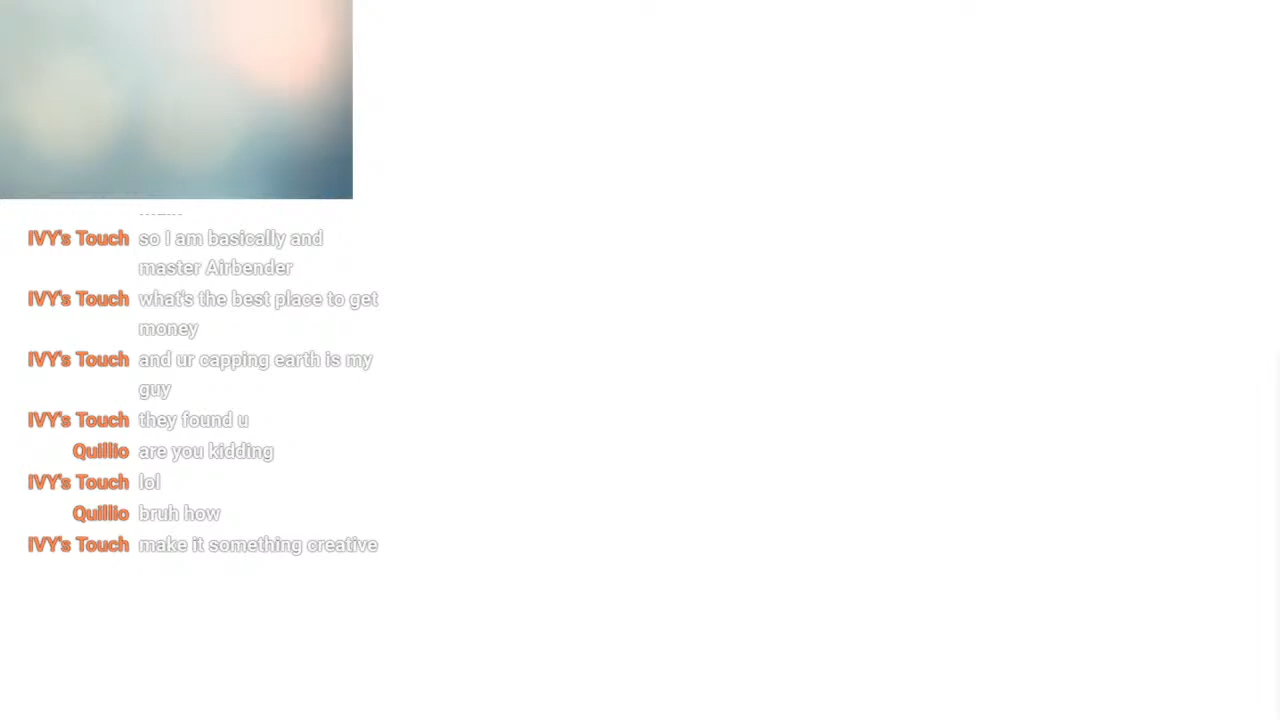 IVY's Touch so I am basically and
master Airbender
IVY's Touch what's the best place to get
money
IVY's Touch and ur capping earth is my
guy
IVY's Touch they found u
Quillio are you kidding
IVY's Touch lol
Quillio bruh how
IVY's Touch make it something creative